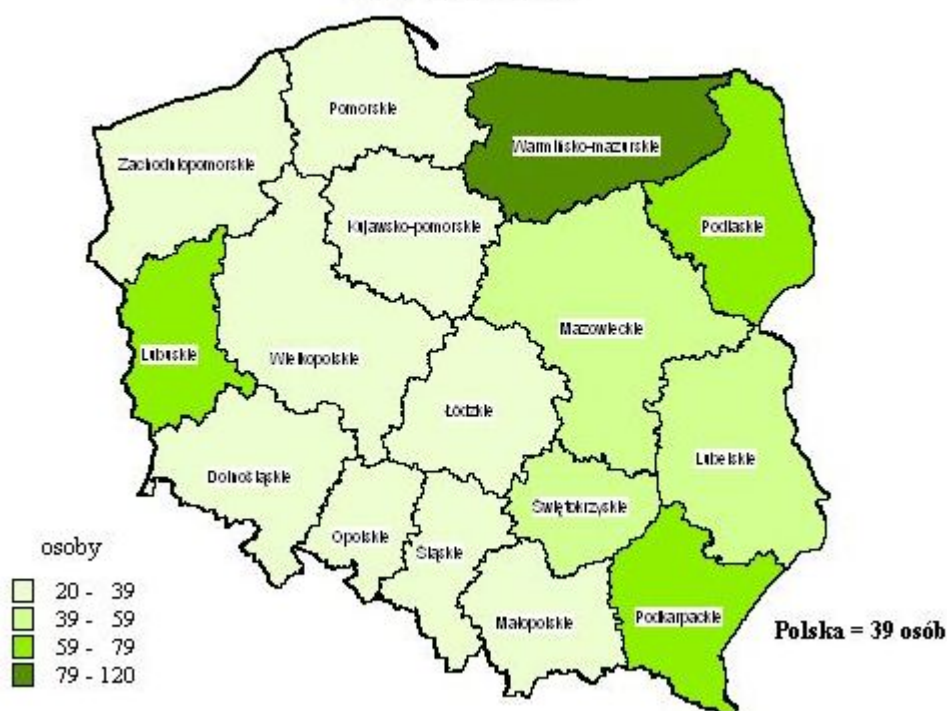 Pomorskie
Warmińsko-mazurskie
Zachodniopomorskie
Kujawsko-pomorskie
Podlaskie
Mazowieckie
Lubuskie
Wielkopolskie
Łódzkie
Lubelskie
Dolnośląskie
Świętokrzyskie
Opolskie
Śląskie
Małopolskie
Podkarpackie
Polska = 39 osób
osoby
20 - 39
39 - 59
59 - 79
79 - 120